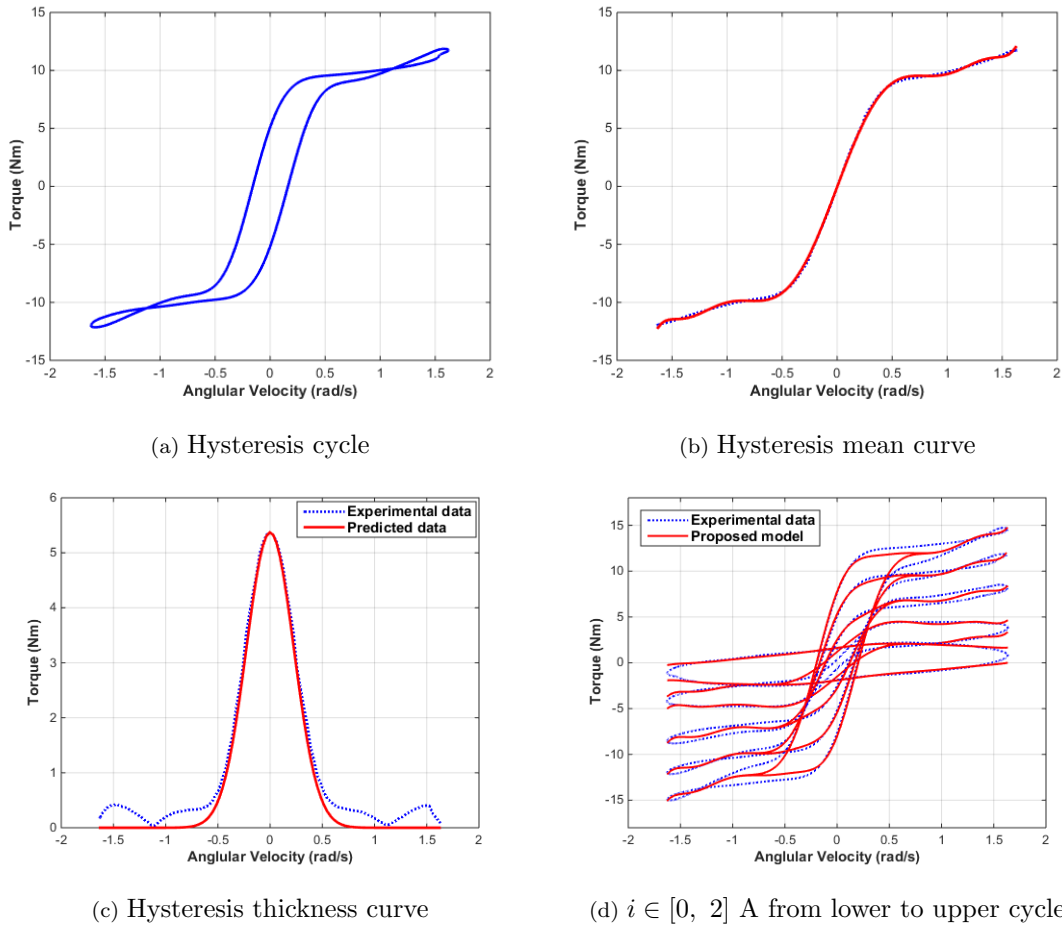 15
10
5
0
-5
-10
-15
-2 -1.5 -1 -0.5 0 0.5 1 1.5 2
Torque (Nm)
Anglular Velocity (rad/s)
(a) Hysteresis cycle
15
10
5
0
-5
-10
-15
-2 -1.5 -1 -0.5 0 0.5 1 1.5 2
Torque (Nm)
Anglular Velocity (rad/s)
(b) Hysteresis mean curve
6
5
4
3
2
1
0
-2 -1.5 -1 -0.5 0 0.5 1 1.5 2
Torque (Nm)
Anglular Velocity (rad/s)
Experimental data
Predicted data
(c) Hysteresis thickness curve
15
10
5
0
-5
-10
-15
-2 -1.5 -1 -0.5 0 0.5 1 1.5 2
Torque (Nm)
Anglular Velocity (rad/s)
Experimental data
Proposed model
(d) i ∈ [0, 2] A from lower to upper cycle